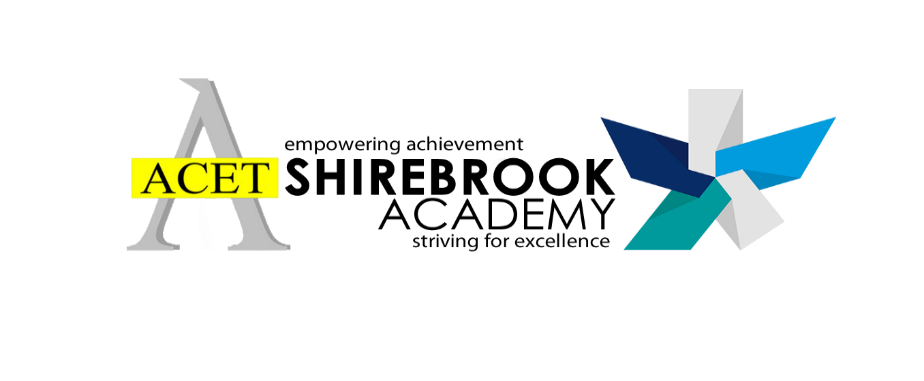 ACET
empowering achievement
SHIREBROOK
ACADEMY
striving for excellence